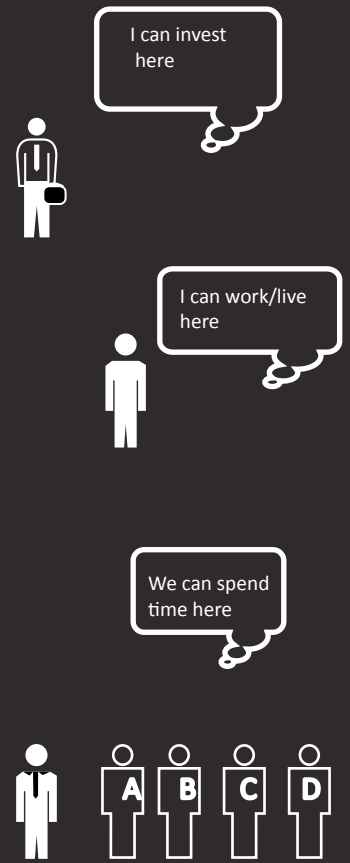 I can invest
here
I can work/live
here
We can spend
time here
A B C D